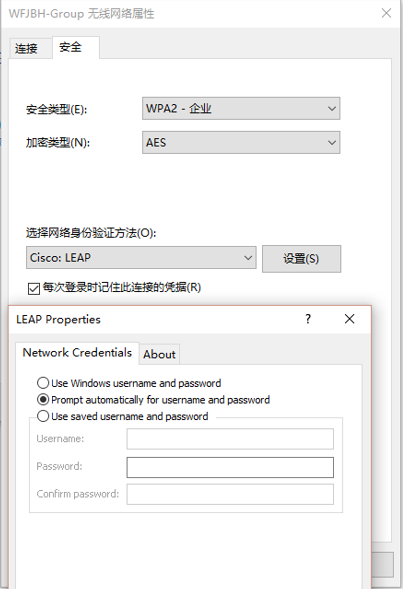 WFJBH-Group 无线网络属性
连接
安全
安全类型(E):
WPA2 - 企业
加密类型(N):
AES
选择网络身份验证方法(O):
Cisco: LEAP
设置(S)
每次登录时记住此连接的凭据(R)
LEAP Properties
?
Network Credentials
About
Use Windows username and password
Prompt automatically for username and password
Use saved username and password
Username:
Password:
Confirm password: